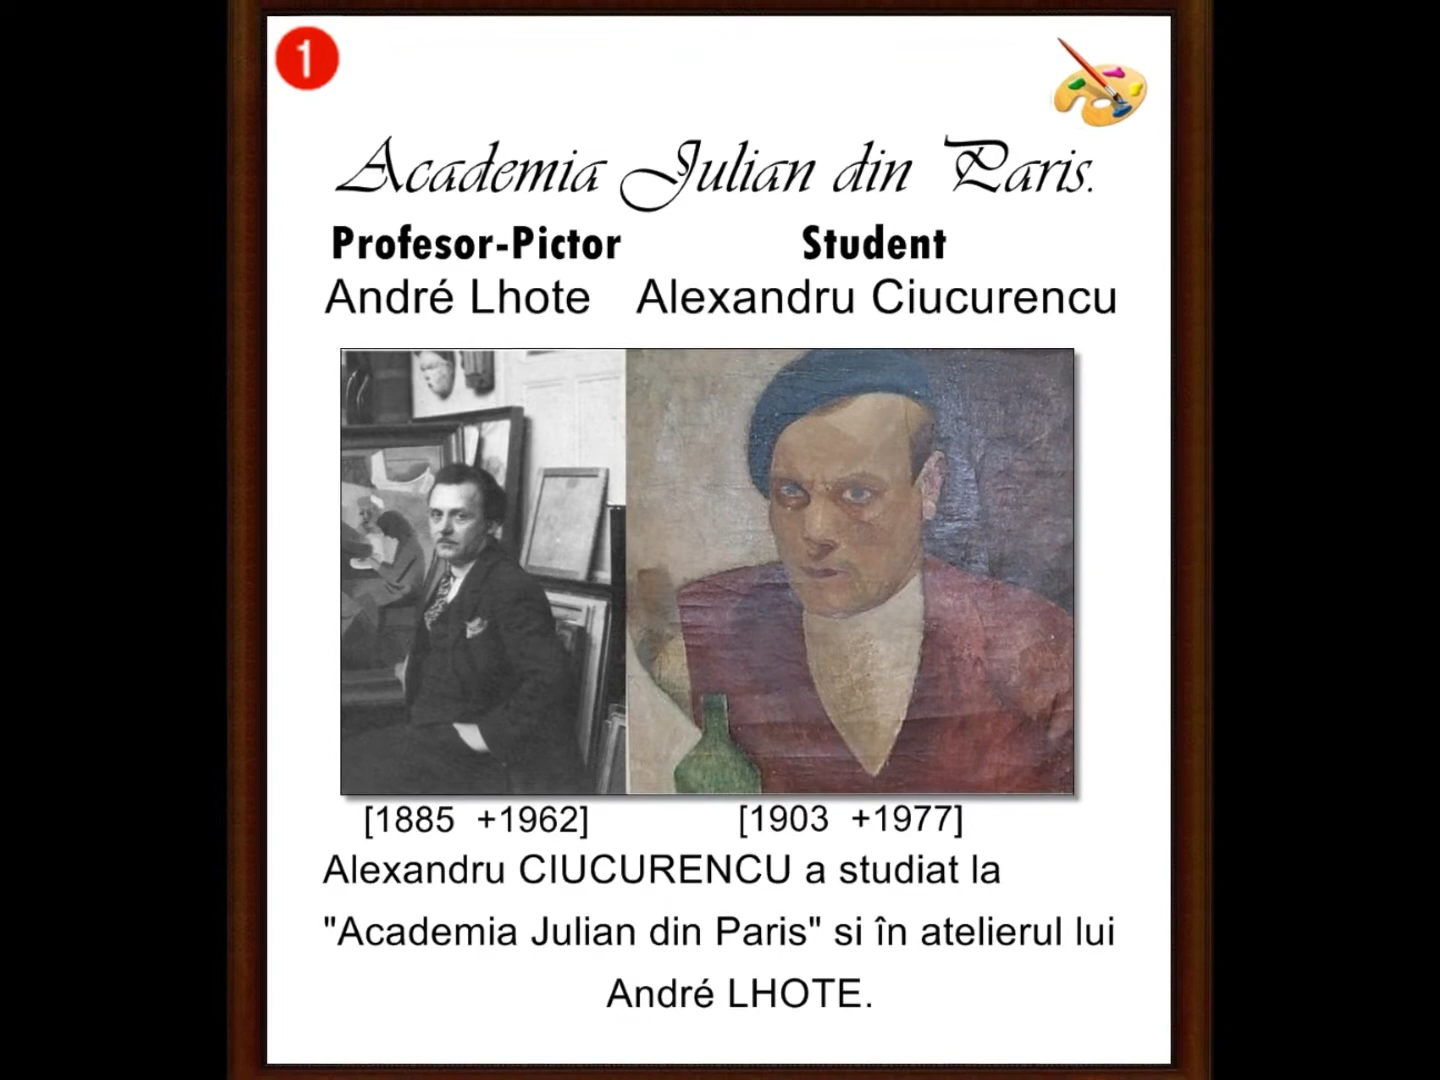 1
Academia Julian din Paris.
Profesor-Pictor Student
André Lhote Alexandru Ciucurencu
[1885 +1962] [1903 +1977]
Alexandru CIUCURENCU a studiat la
"Academia Julian din Paris" si în atelierul lui
André LHOTE.